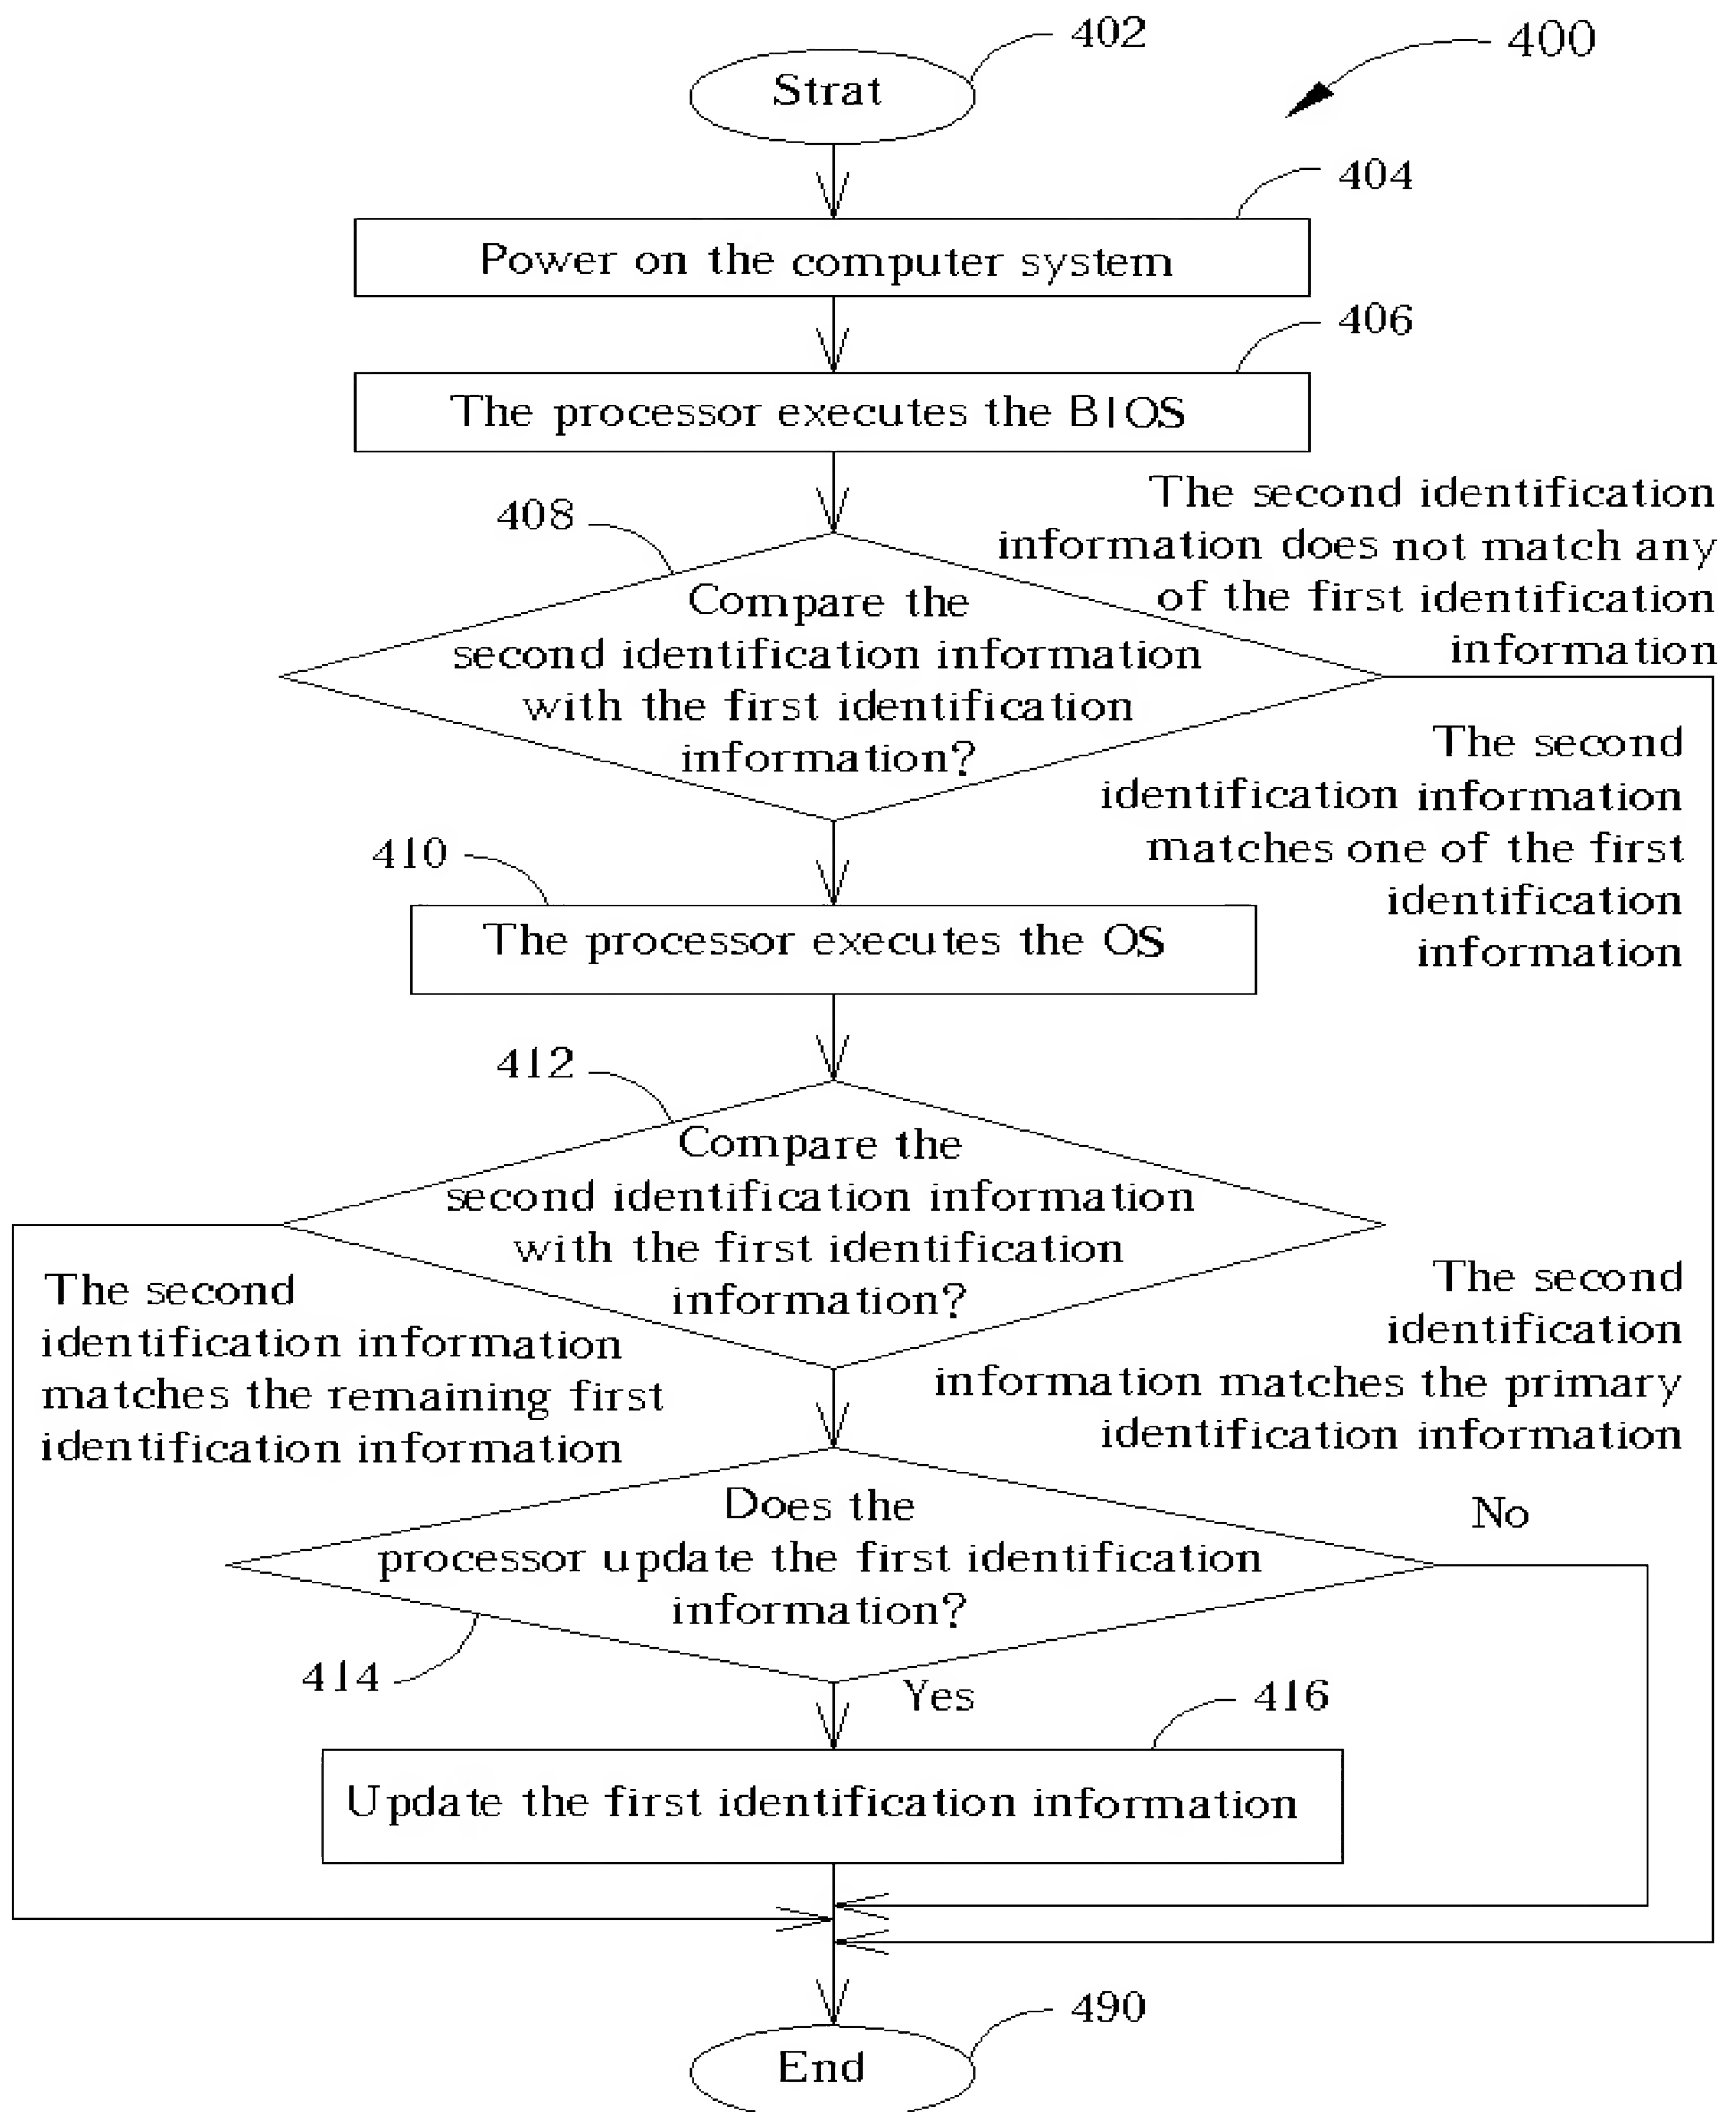 402
400
Strat
404
Power on the computer system
406
The processor executes the BIOS
408
The second identification
information does not match any
of the first identification
information
Compare the
second identification information
with the first identification
information?
The second
identification information
matches one of the first
identification
information
410
The processor executes the OS
412
Compare the
second identification information
with the first identification
information?
The second
identification information
matches the remaining first
identification information
The second
identification
information matches the primary
identification information
Does the
processor update the first identification
information?
No
414
Yes
416
Update the first identification information
490
End